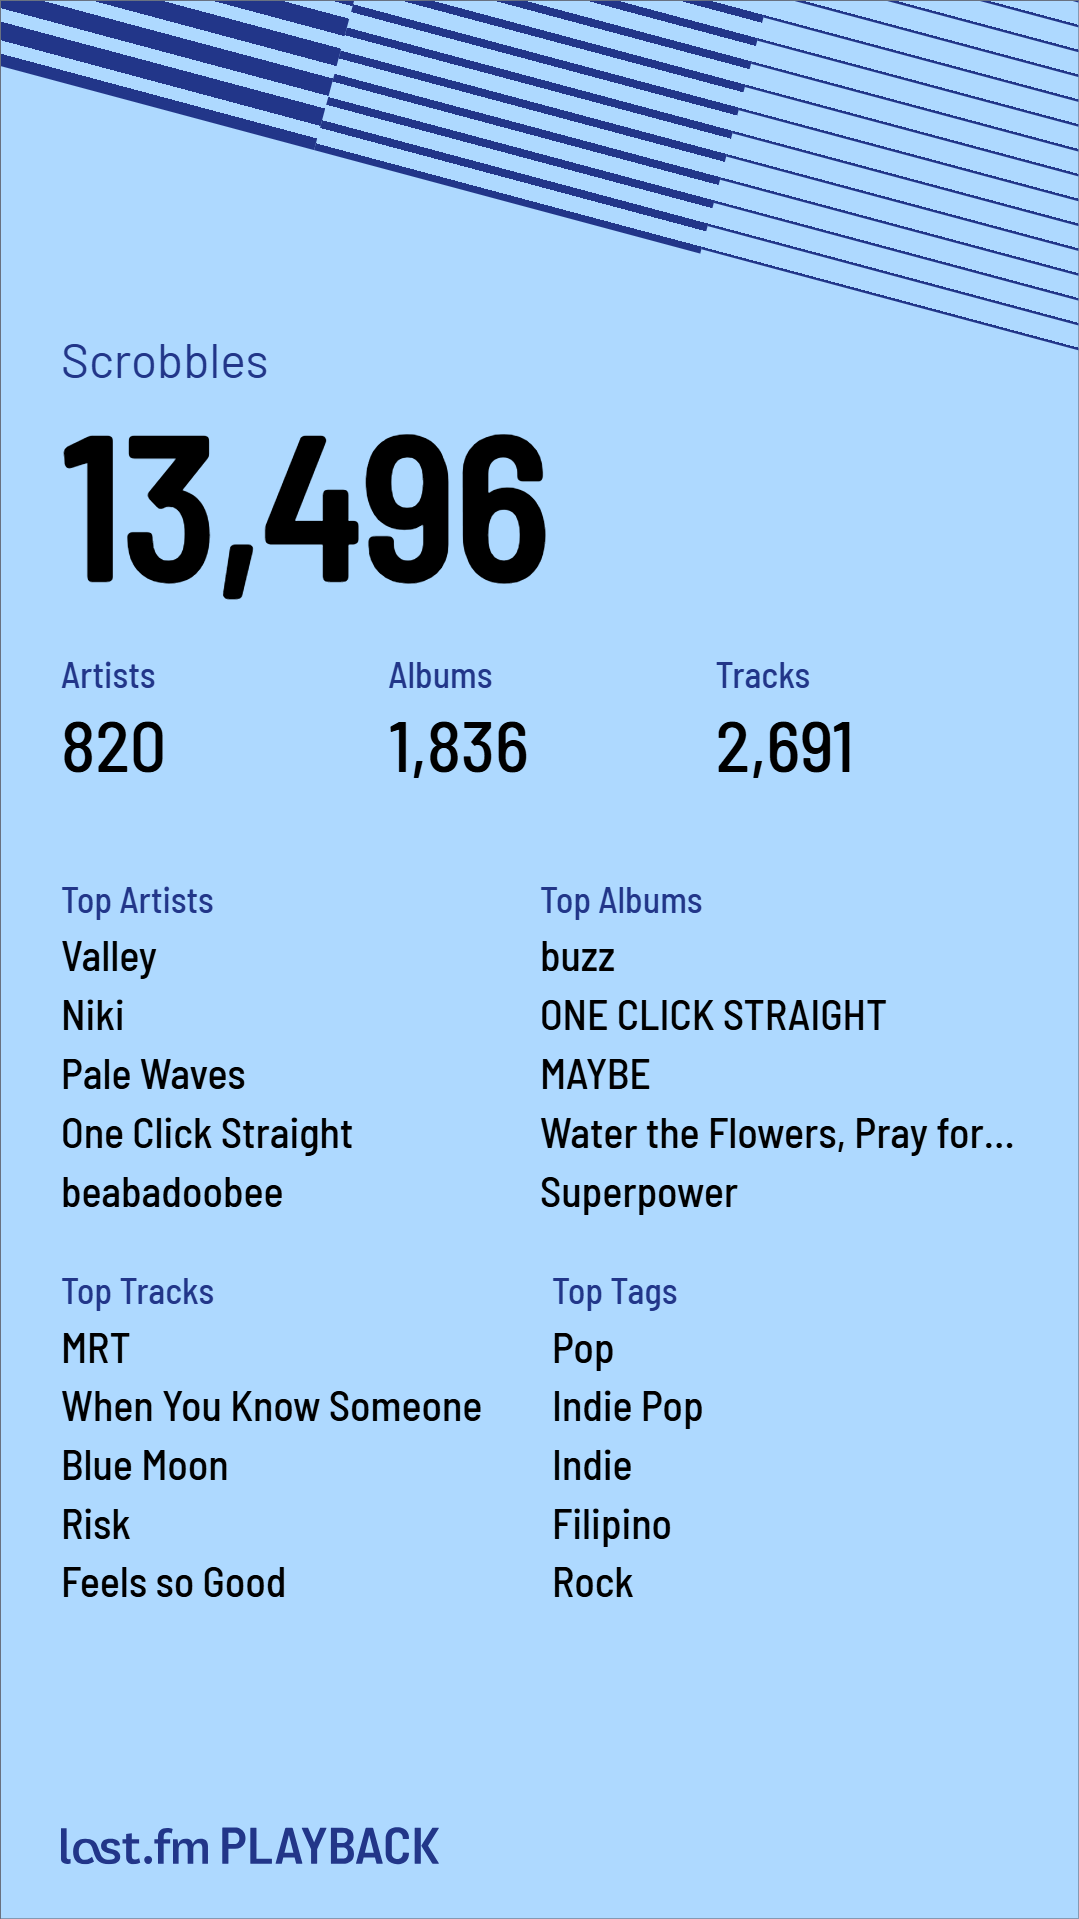 Scrobbles
13,496
Artists Albums Tracks
820 1,836 2,691
Top Artists
Valley
Niki
Pale Waves
One Click Straight
beabadoobee
Top Albums
buzz
ONE CLICK STRAIGHT
MAYBE
Water the Flowers, Pray for...
Superpower
Top Tracks
MRT
When You Know Someone
Blue Moon
Risk
Feels so Good
Top Tags
Pop
Indie Pop
Indie
Filipino
Rock
last.fm PLAYBACK